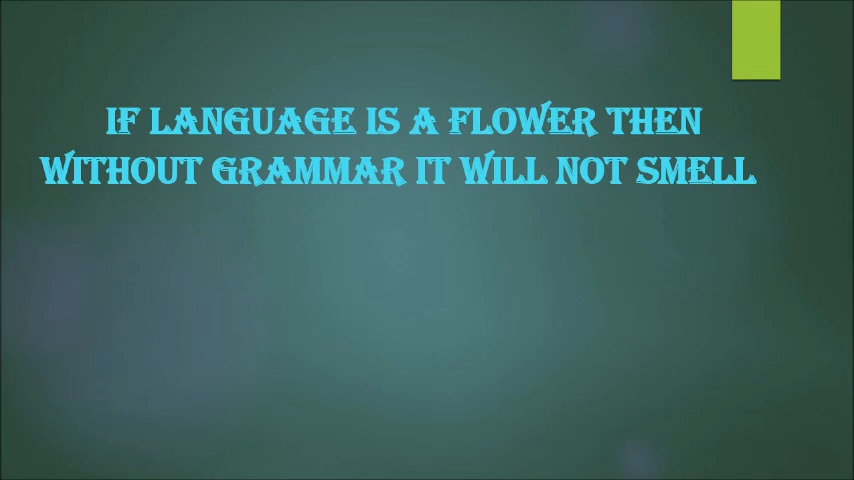 IF LANGUAGE IS A FLOWER THEN
WITHOUT GRAMMAR IT WILL NOT SMELL